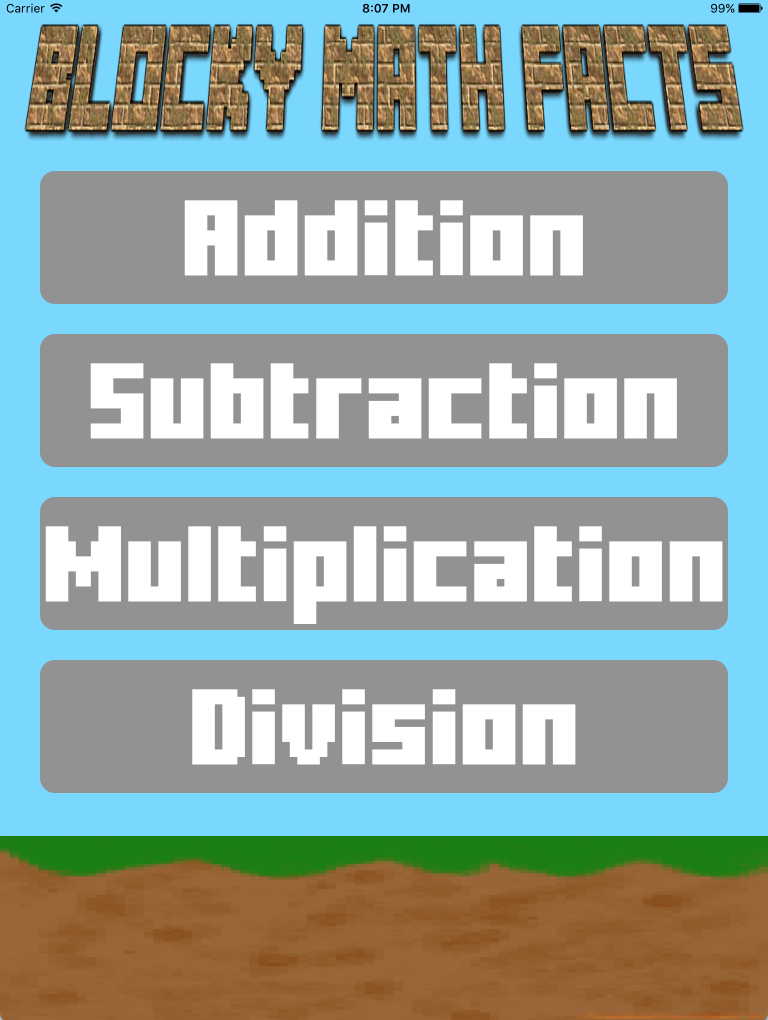 Carrier 8:07 PM 99%
BLOCKY MATH FACTS
Addition
Subtraction
Multiplication
Division